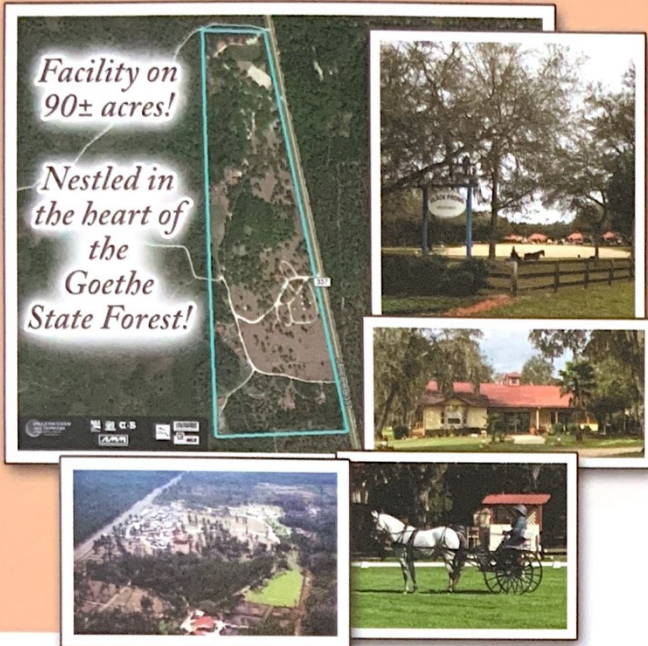 Facility on
90± acres!
Nestled in
the heart of
the
Goethe
State Forest!
337